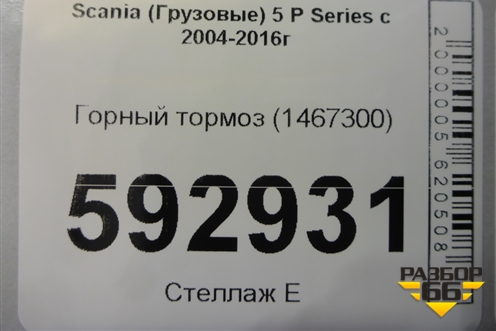 Scania (Грузовые) 5 P Series с
2004-2016г
Горный тормоз (1467300)
592931
Стеллаж Е
2000005620508
РАЗБОР
66